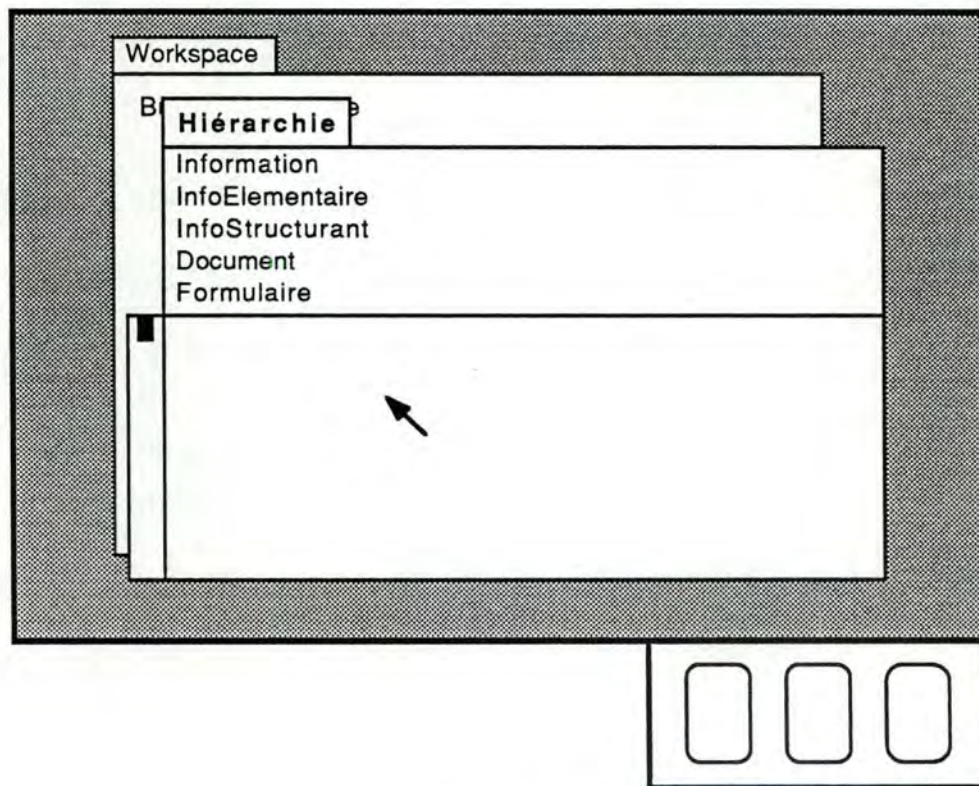 Workspace
Hiérarchie
Information
InfoElementaire
InfoStructurant
Document
Formulaire